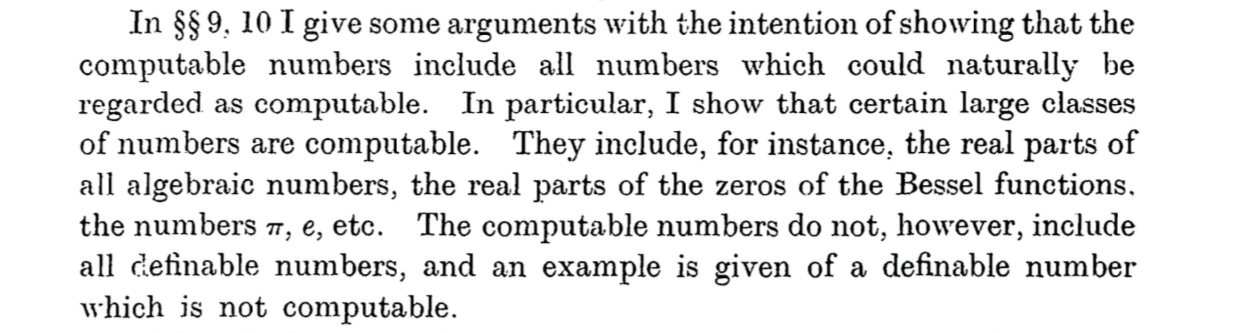 In §§ 9, 10 I give some arguments with the intention of showing that the
computable numbers include all numbers which could naturally be
regarded as computable. In particular, I show that certain large classes
of numbers are computable. They include, for instance, the real parts of
all algebraic numbers, the real parts of the zeros of the Bessel functions,
the numbers π, e, etc. The computable numbers do not, however, include
all definable numbers, and an example is given of a definable number
which is not computable.